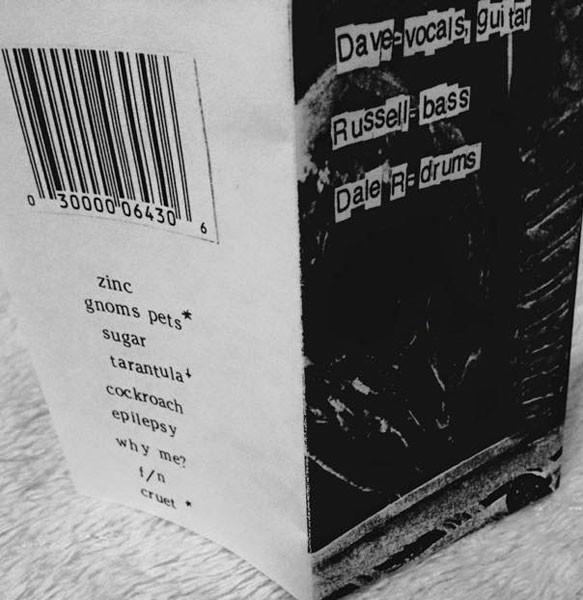 0 30000 06430 6
zinc
gnoms pets*
sugar
tarantula↓
cockroach
epilepsy
why me?
f/n
cruet *
Dave-vocals, guitar
Russell-bass
Dale R-drums